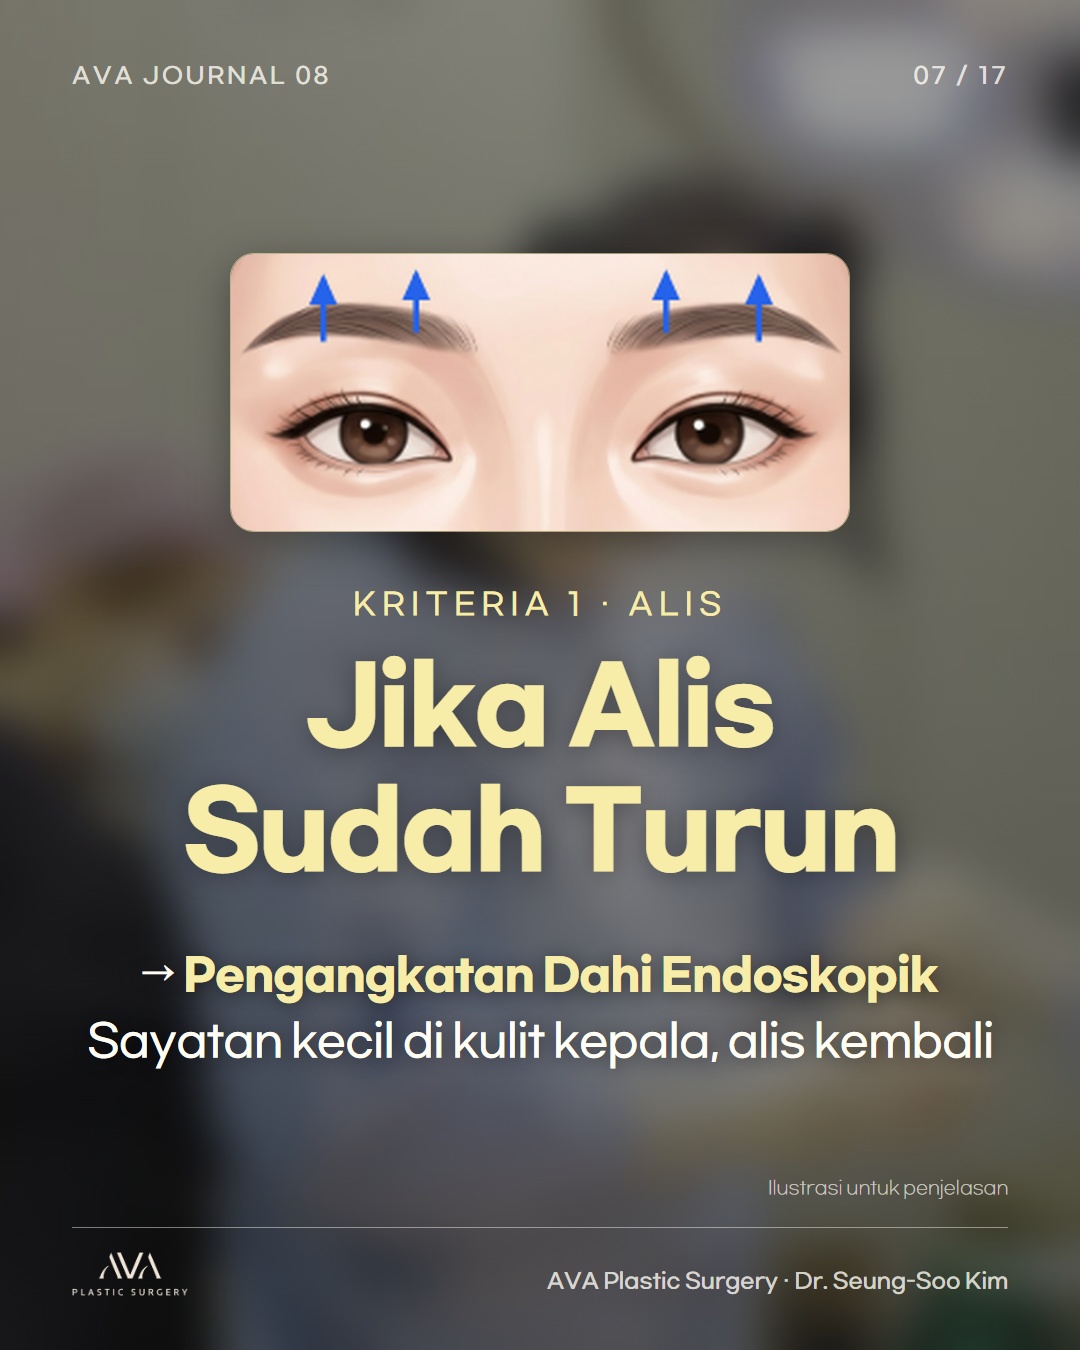 AVA JOURNAL 08
07 / 17
KRITERIA 1 · ALIS
Jika Alis
Sudah Turun
→ Pengangkatan Dahi Endoskopik
Sayatan kecil di kulit kepala, alis kembali
Ilustrasi untuk penjelasan
AVA
PLASTIC SURGERY
AVA Plastic Surgery · Dr. Seung-Soo Kim